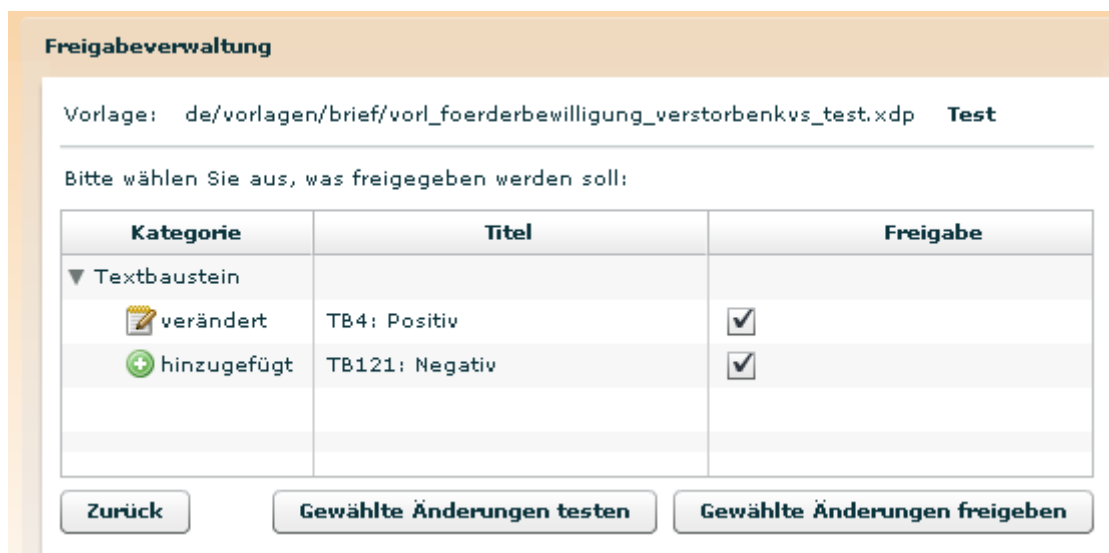 Freigabeverwaltung
Vorlage: de/vorlagen/brief/vorl_foerderbewilligung_verstorbenkvs_test.xdp Test
Bitte wählen Sie aus, was freigegeben werden soll:
Kategorie Titel Freigabe
Textbaustein
verändert TB4: Positiv
hinzugefügt TB121: Negativ
Zurück Gewählte Änderungen testen Gewählte Änderungen freigeben